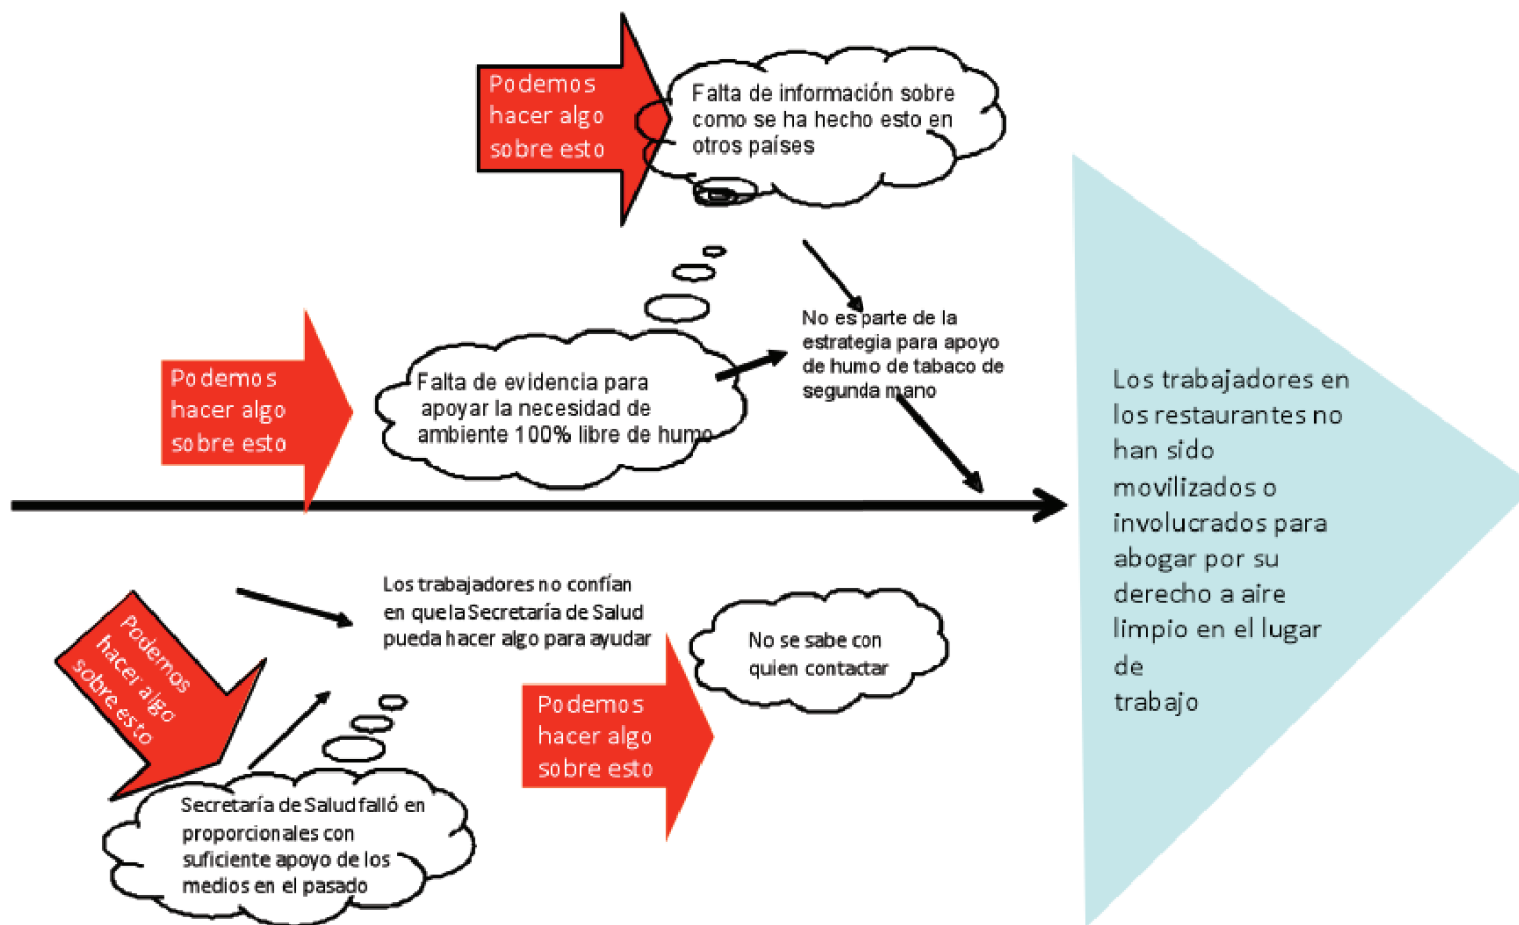 Podemos
hacer algo
sobre esto
Falta de información sobre
como se ha hecho esto en
otros países
Podemos
hacer algo
sobre esto
Falta de evidencia para
apoyar la necesidad de
ambiente 100% libre de humo
No es parte de la
estrategia para apoyo
de humo de tabaco de
segunda mano
Los trabajadores en
los restaurantes no
han sido
movilizados o
involucrados para
abogar por su
derecho a aire
limpio en el lugar
de
trabajo
Podemos
hacer algo
sobre esto
Los trabajadores no confían
en que la Secretaría de Salud
pueda hacer algo para ayudar
Podemos
hacer algo
sobre esto
No se sabe con
quien contactar
Secretaría de Salud falló en
proporcionales con
suficiente apoyo de los
medios en el pasado